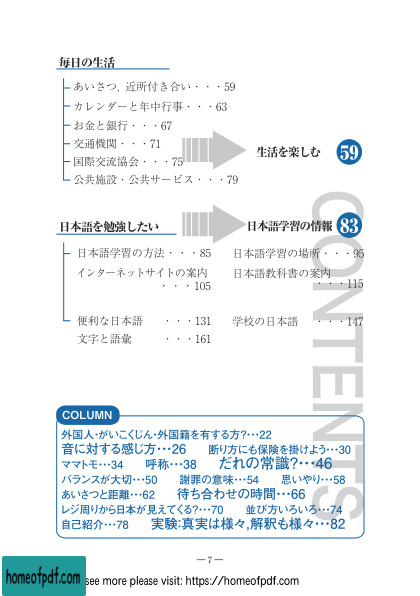 毎日の生活
あいさつ, 近所付き合い・・・59
カレンダーと年中行事・・・63
お金と銀行・・・67
交通機関・・・71
国際交流協会・・・75
公共施設・公共サービス・・・79
生活を楽しむ 59
日本語を勉強したい
日本語学習の情報 83
日本語学習の方法・・・85 日本語学習の場所・・・95
インターネットサイトの案内 日本語教科書の案内
・・・105 ・・・115
便利な日本語 ・・・131 学校の日本語 ・・・147
文字と語彙 ・・・161
CONTENTS
COLUMN
外国人・がいこくじん・外国籍を有する方?・・・22
音に対する感じ方・・・26 断り方にも保険を掛けよう・・・30
ママトモ・・・34 呼称・・・38 だれの常識?・・・46
バランスが大切・・・50 謝罪の意味・・・54 思いやり・・・58
あいさつと距離・・・62 待ち合わせの時間・・・66
レジ周りから日本が見えてくる?・・・70 並び方いろいろ・・・74
自己紹介・・・78 実験:真実は様々,解釈も様々・・・82
— 7 —
homeofpdf.com see more please visit: https://homeofpdf.com